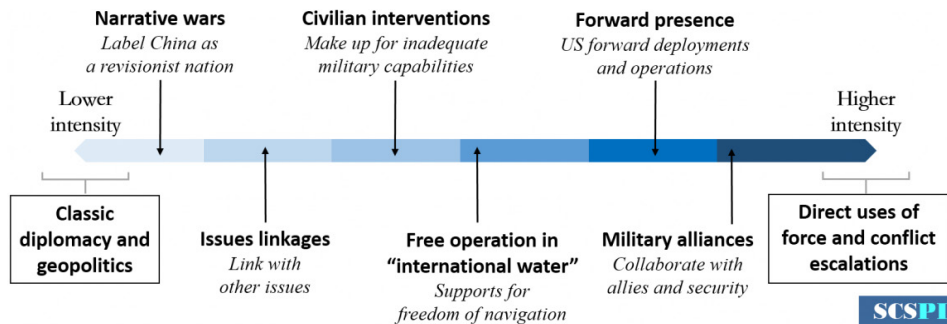 Narrative wars
Label China as
a revisionist nation
Civilian interventions
Make up for inadequate
military capabilities
Forward presence
US forward deployments
and operations
Lower
intensity
Higher
intensity
Classic
diplomacy and
geopolitics
Issues linkages
Link with
other issues
Free operation in
“international water”
Supports for
freedom of navigation
Military alliances
Collaborate with
allies and security
Direct uses of
force and conflict
escalations
SCSPI